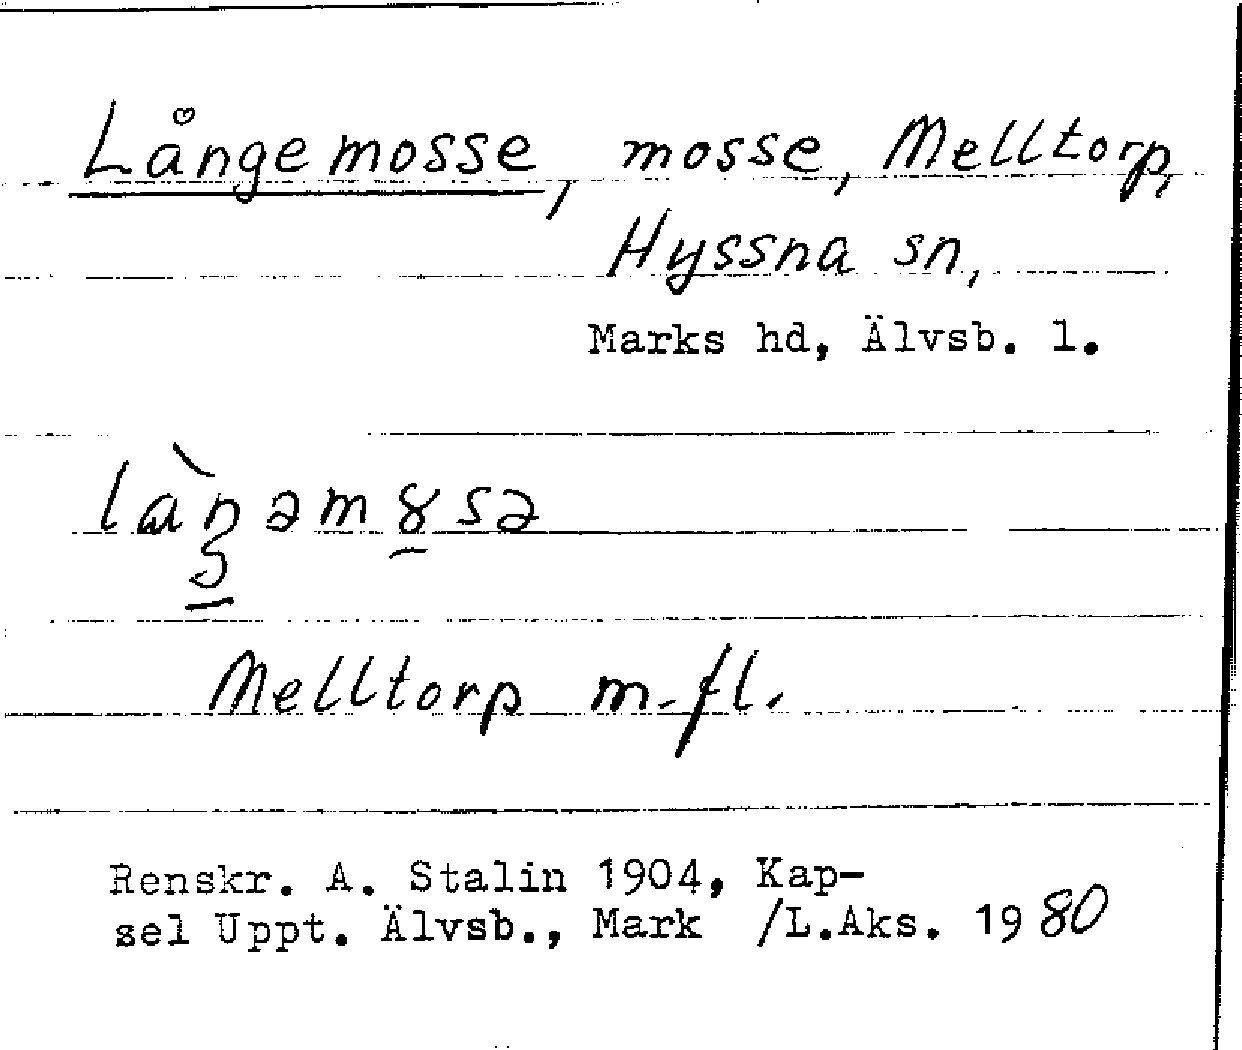 Långemosse, mosse, Melltorp,
Hyssna sn,
Marks hd, Älvsb. l.
Melltorp m.fl.
Renskr. A. Stalin 1904, Kap-
sel Uppt. Älvsb., Mark /L.Aks. 1980